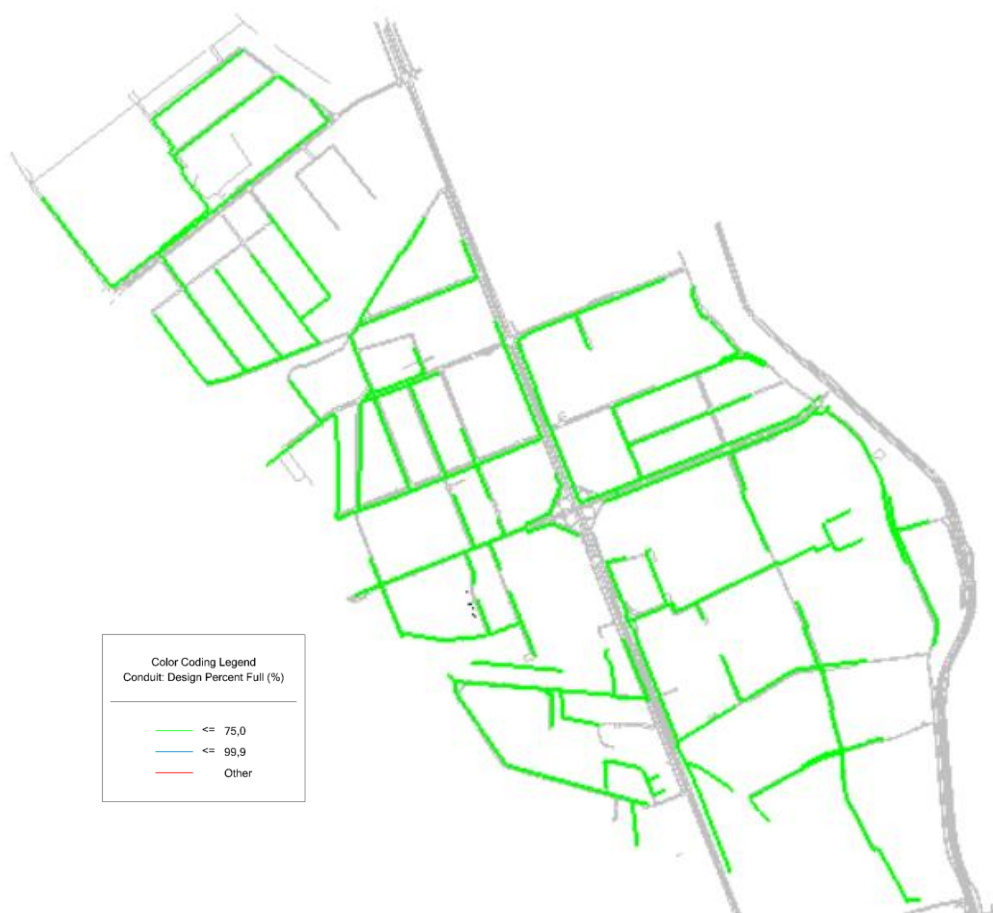 Color Coding Legend
Conduit: Design Percent Full (%)
<= 75,0
<= 99,9
Other